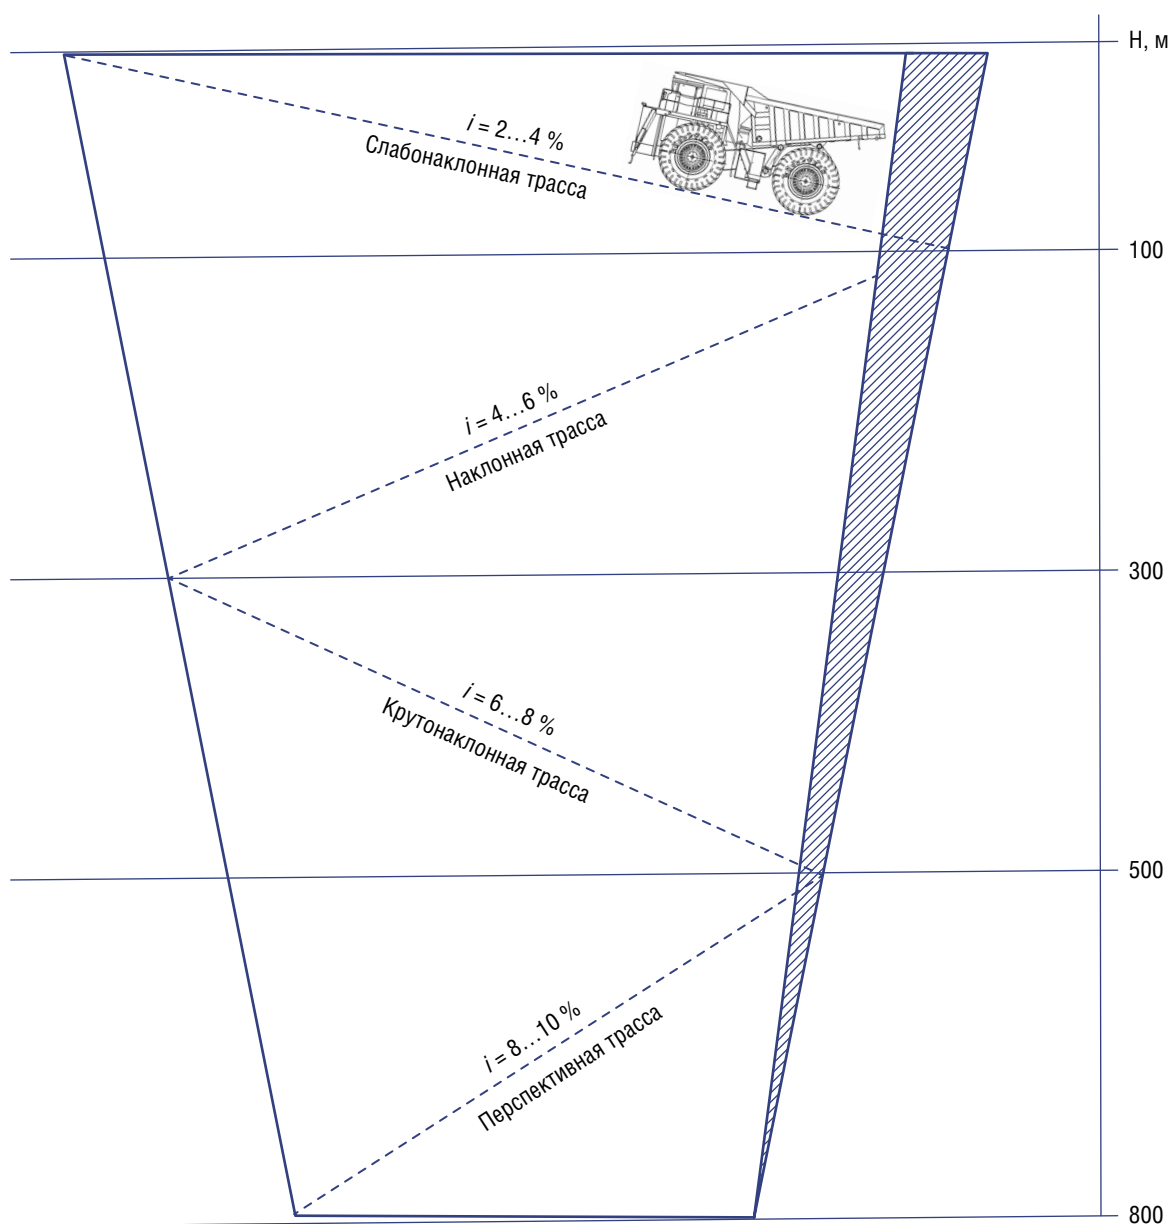 Н, м
i = 2…4 %
Слабонаклонная трасса
100
i = 4…6 %
Наклонная трасса
300
i = 6…8 %
Крутонаклонная трасса
500
i = 8…10 %
Перспективная трасса
800